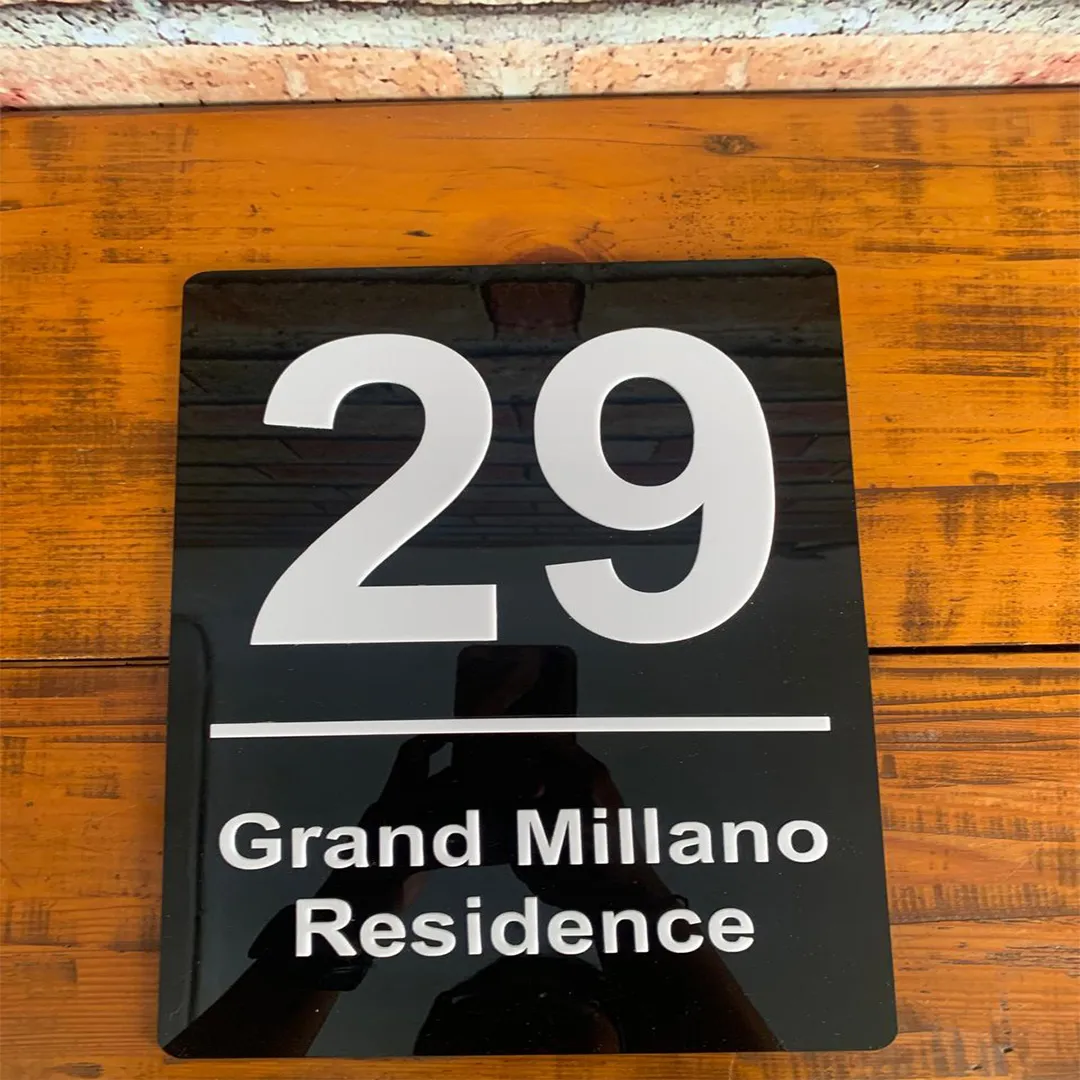 29
Grand Millano
Residence